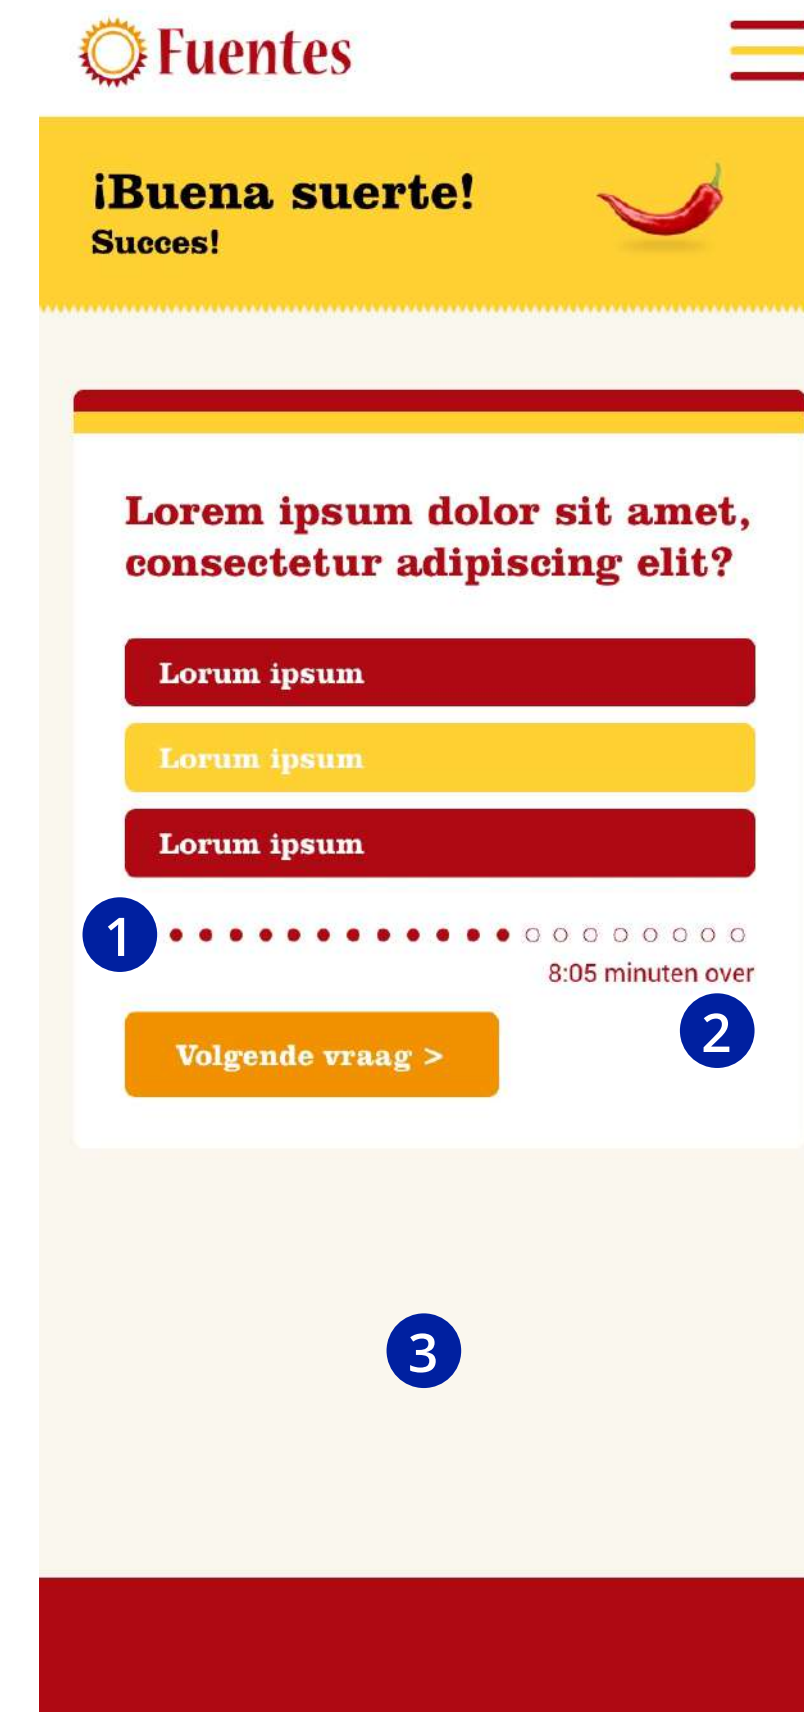 Fuentes
¡Buena suerte!
Succes!
Lorem ipsum dolor sit amet,
consectetur adipiscing elit?
Lorum ipsum
Lorum ipsum
Lorum ipsum
1
8:05 minuten over
2
Volgende vraag >
3